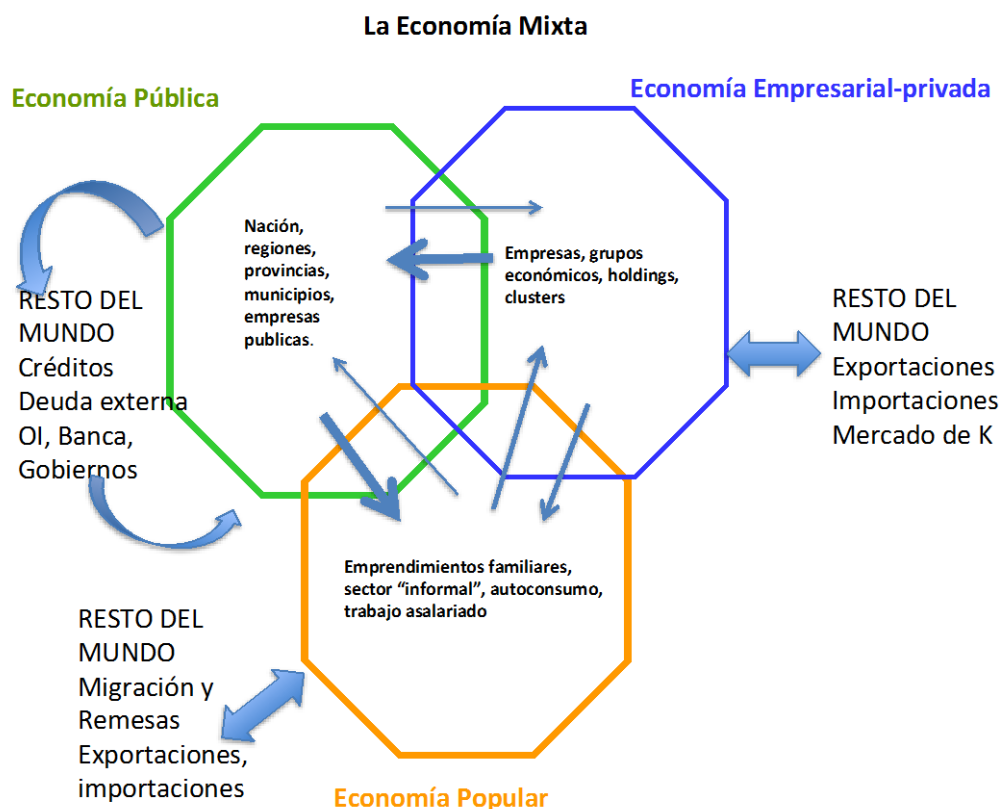 La Economía Mixta
Economía Pública
Economía Empresarial-privada
Nación,
regiones,
provincias,
municipios,
empresas
publicas.
Empresas, grupos
económicos, holdings,
clusters
RESTO DEL
MUNDO
Créditos
Deuda externa
OI, Banca,
Gobiernos
RESTO DEL
MUNDO
Exportaciones
Importaciones
Mercado de K
Emprendimientos familiares,
sector “informal”, autoconsumo,
trabajo asalariado
RESTO DEL
MUNDO
Migración y
Remesas
Exportaciones,
importaciones
Economía Popular